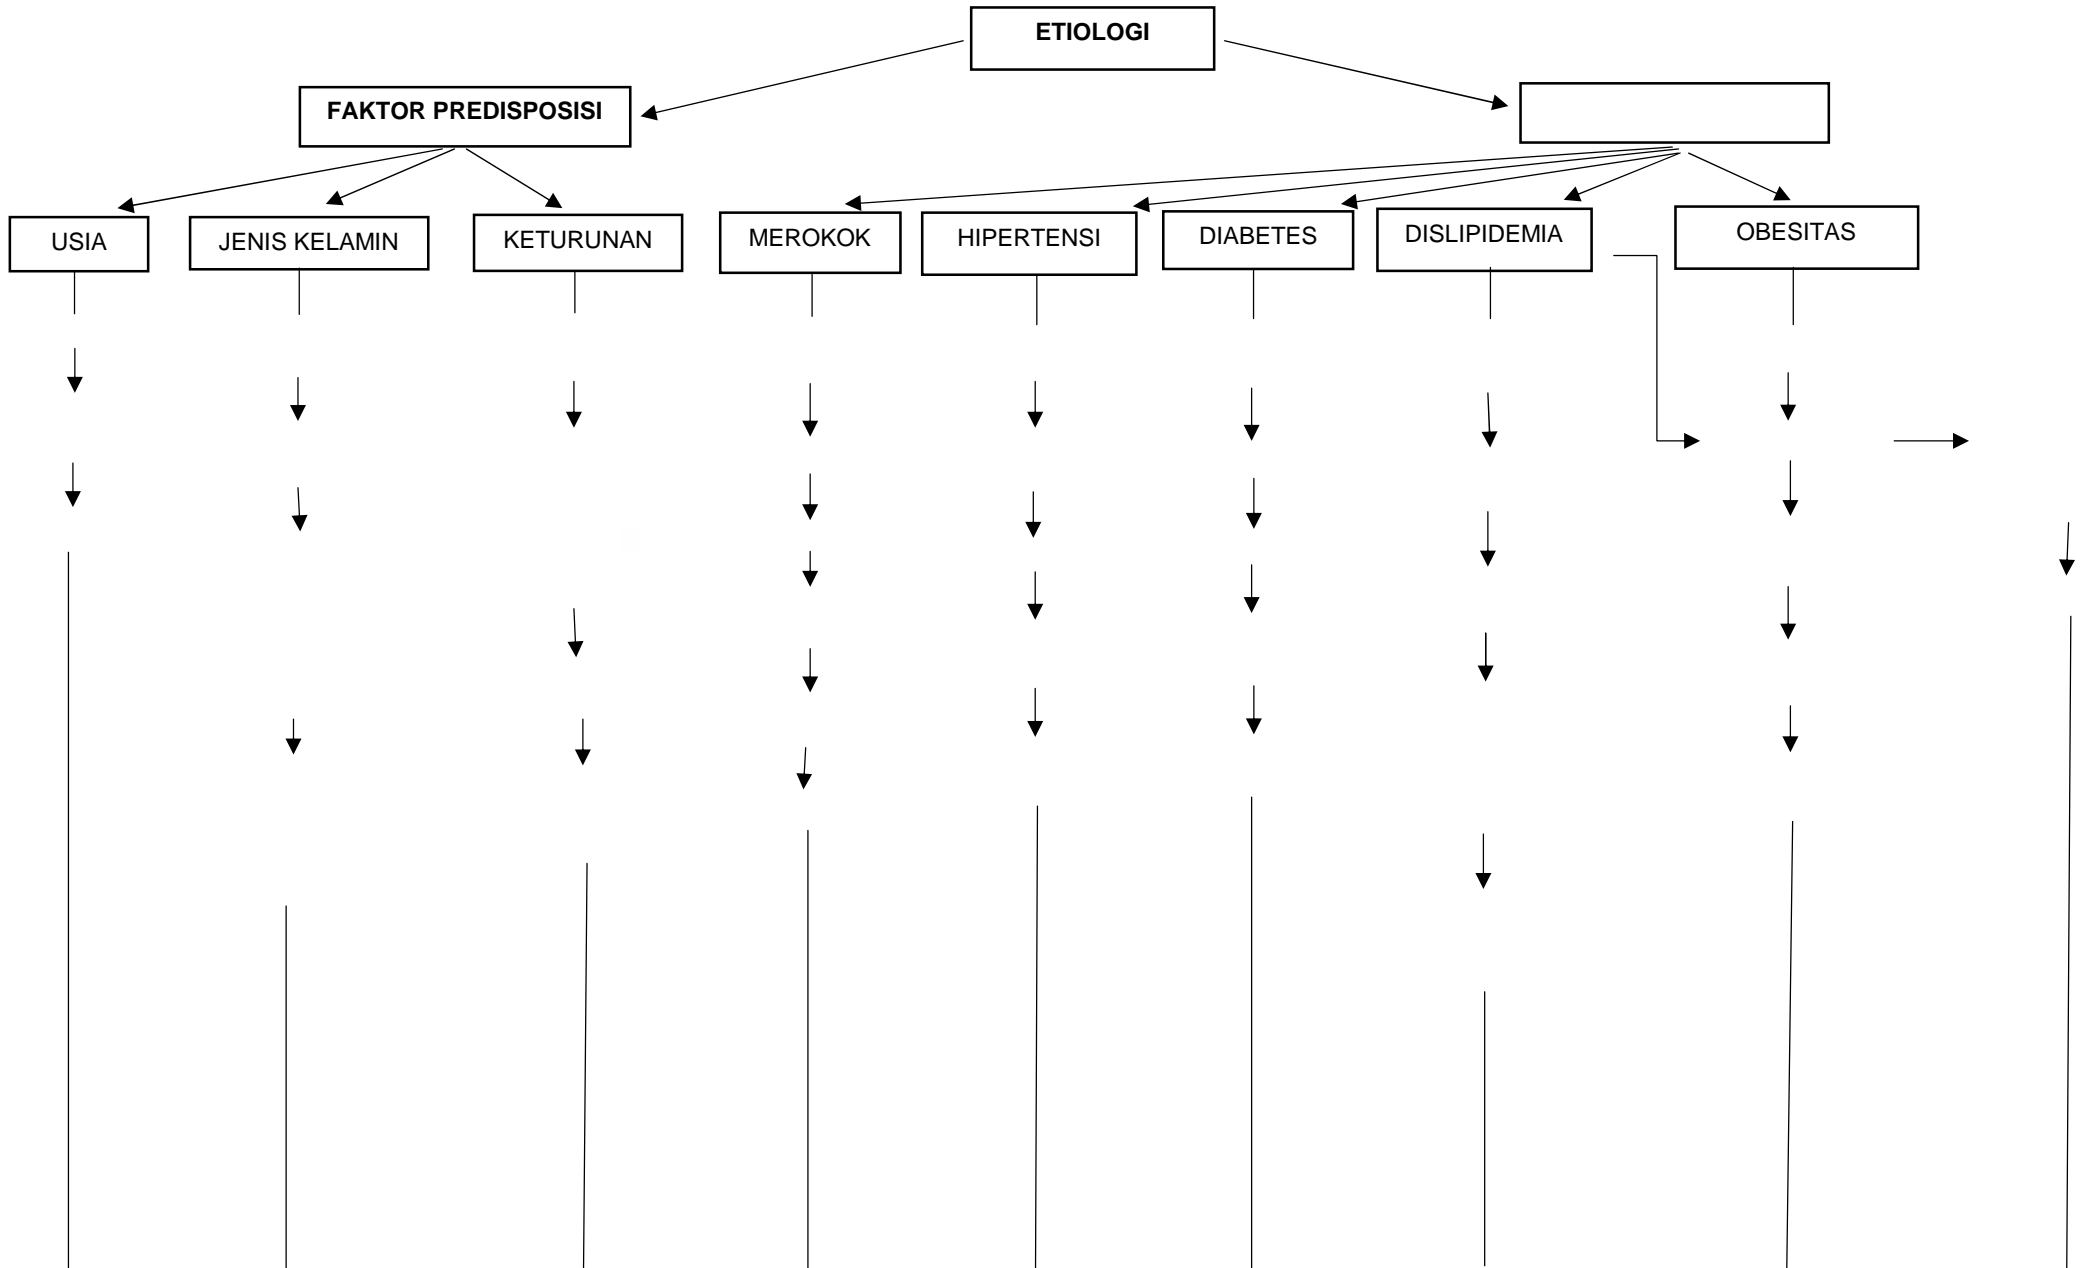 ETIOLOGI
FAKTOR PREDISPOSISI
USIA
JENIS KELAMIN
KETURUNAN
MEROKOK
HIPERTENSI
DIABETES
DISLIPIDEMIA
OBESITAS